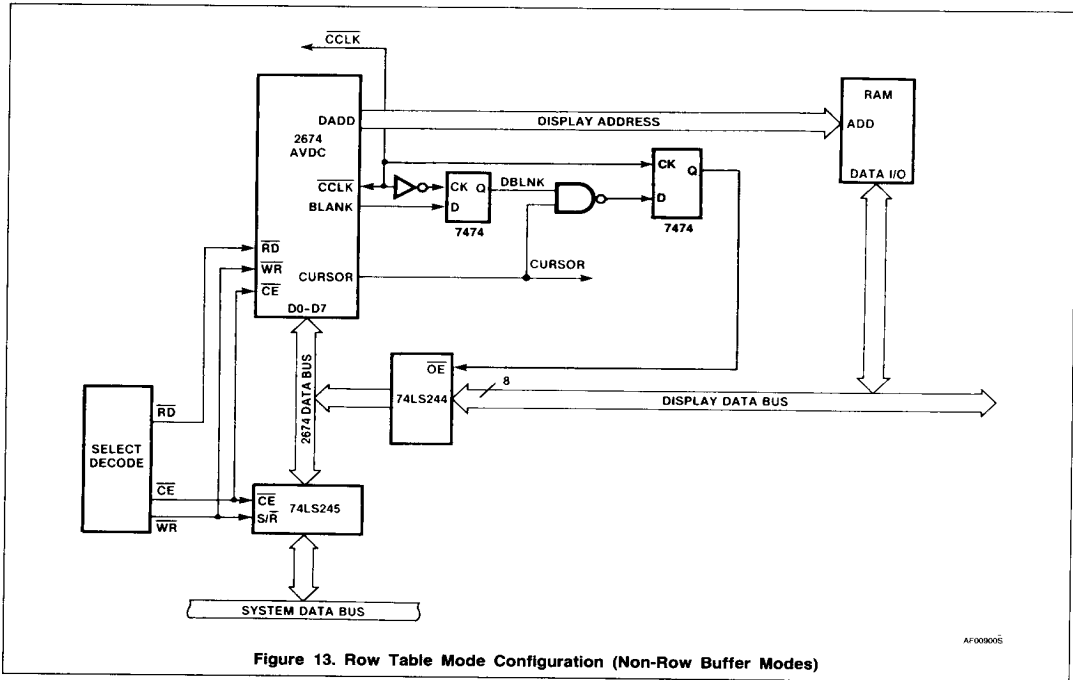 CCLK
DADD
2674
AVDC
CCLK
BLANK
RD
WR
CE
CURSOR
D0-D7
DISPLAY ADDRESS
RAM
ADD
DATA I/O
CK Q
D
7474
DBLNK
CK Q
D
7474
CURSOR
OE
74LS244
8
DISPLAY DATA BUS
2674 DATA BUS
SELECT
DECODE
RD
CE
WR
CE
S/R
74LS245
SYSTEM DATA BUS
AF00900S
Figure 13. Row Table Mode Configuration (Non-Row Buffer Modes)